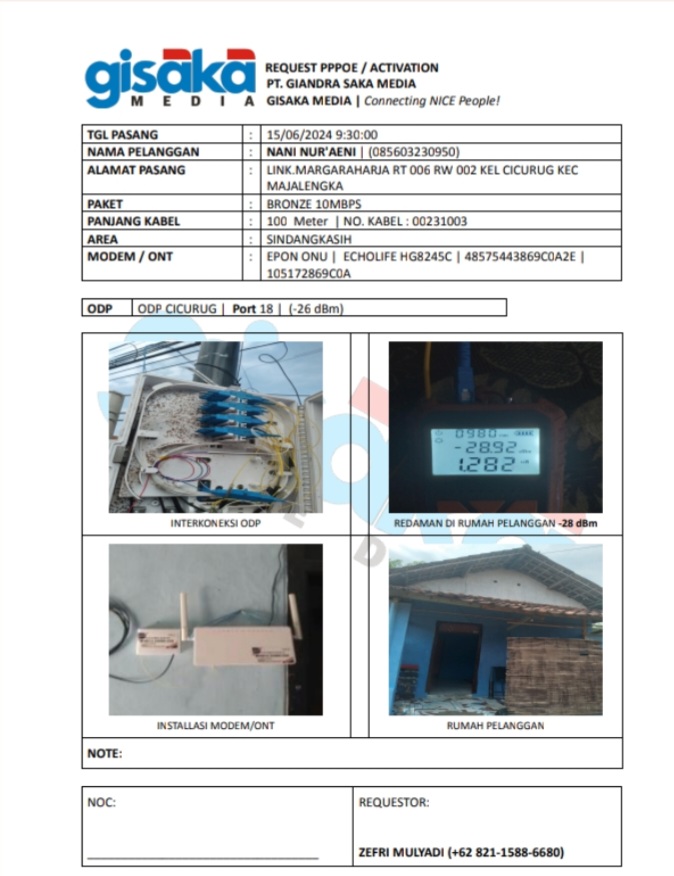 gisaka
MEDIA
REQUEST PPPOE / ACTIVATION
PT. GIANDRA SAKA MEDIA
GISAKA MEDIA | Connecting NICE People!
TGL PASANG : 15/06/2024 9:30:00
NAMA PELANGGAN : NANI NUR'AENI | (085603230950)
ALAMAT PASANG : LINK.MARGARAHARJA RT 006 RW 002 KEL CICURUG KEC
MAJALENGKA
PAKET : BRONZE 10MBPS
PANJANG KABEL : 100 Meter | NO. KABEL : 00231003
AREA : SINDANGKASIH
MODEM / ONT : EPON ONU | ECHOLIFE HG8245C | 48575443869C0A2E |
105172869C0A
ODP ODP CICURUG | Port 18 | (-26 dBm)
0980
-28.92
1.282
INTERKONEKSI ODP
REDAMAN DI RUMAH PELANGGAN -28 dBm
INSTALLASI MODEM/ONT
RUMAH PELANGGAN
NOTE:
NOC:
REQUESTOR:
ZEFRI MULYADI (+62 821-1588-6680)